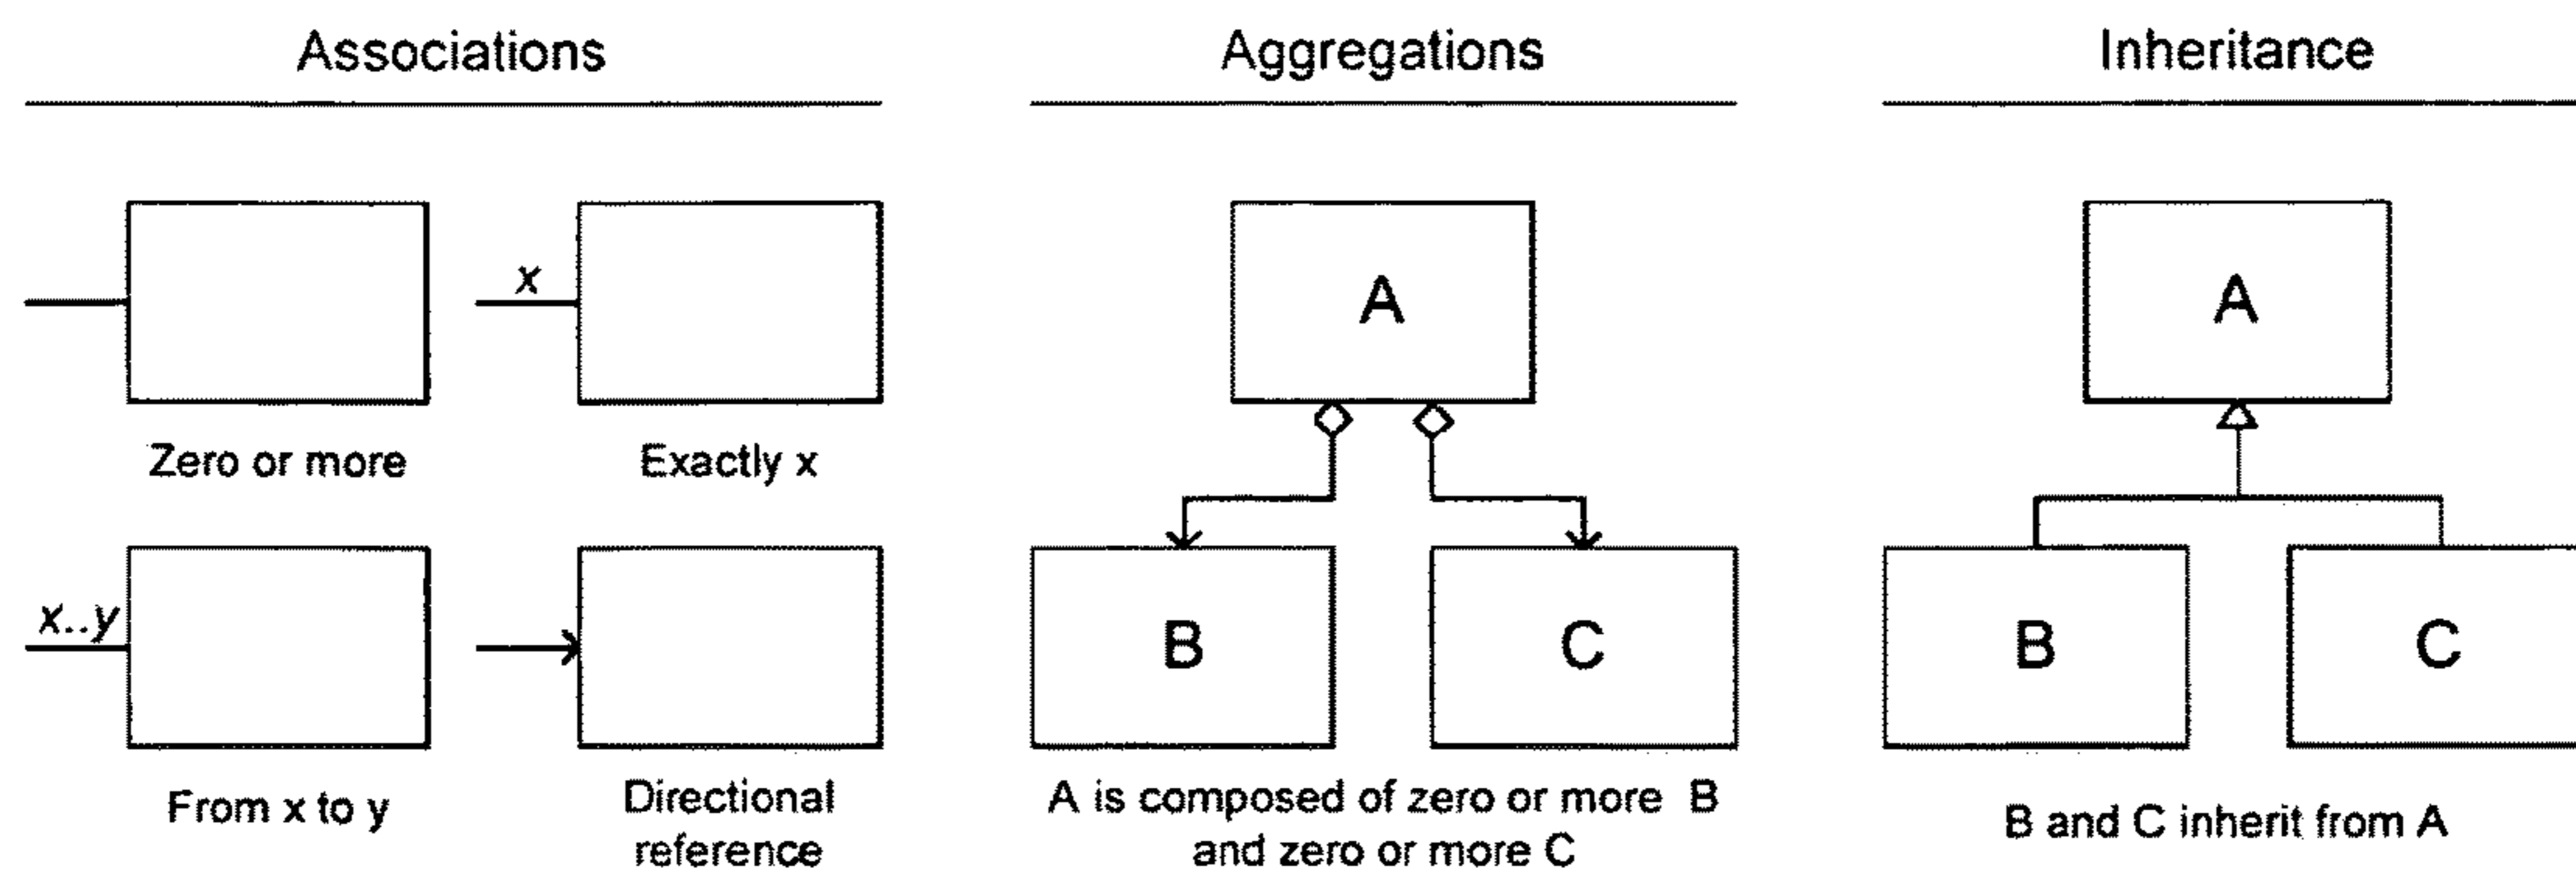 Associations
Zero or more
x
Exactly x
x..y
From x to y
Directional
reference
Aggregations
A
B
C
A is composed of zero or more B
and zero or more C
Inheritance
A
B
C
B and C inherit from A